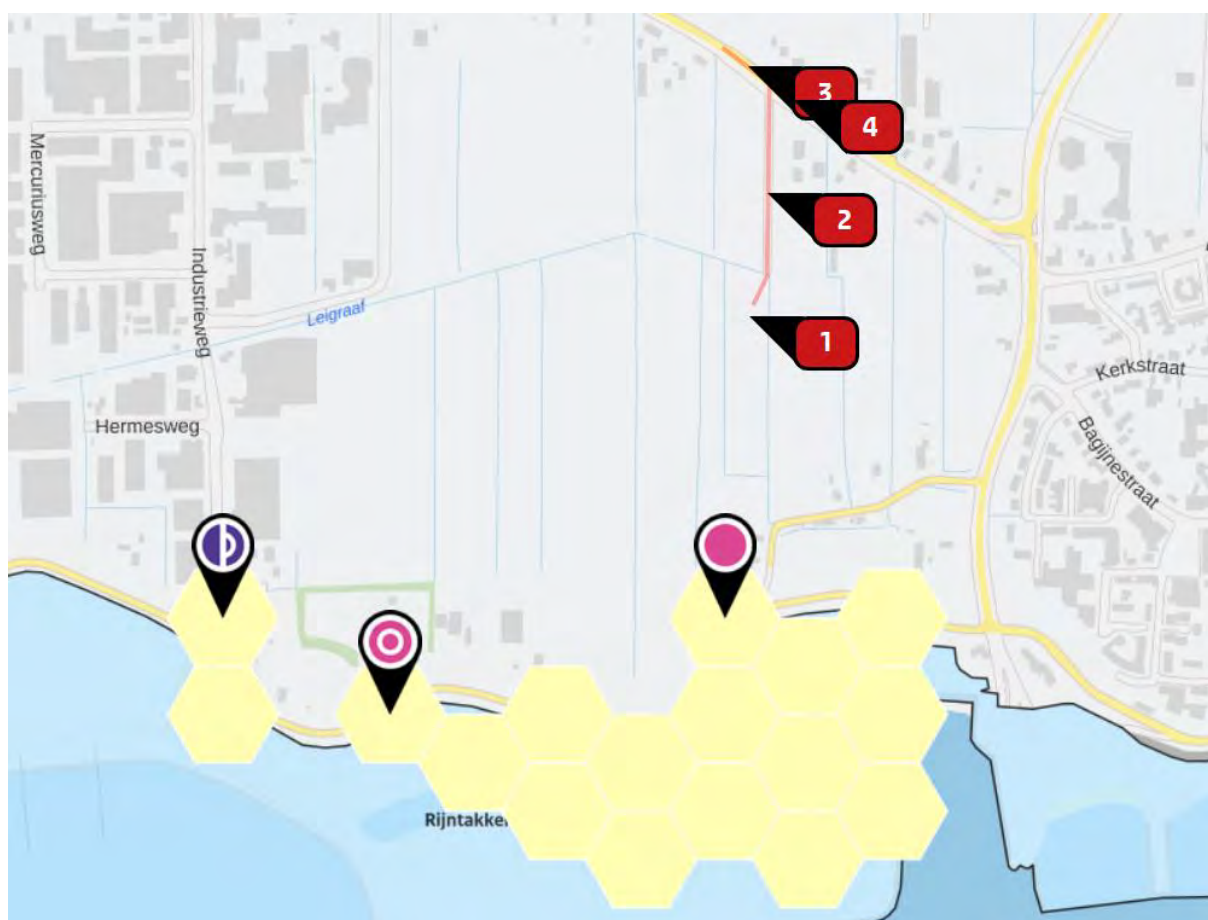 3
4
Mercuriusweg
2
Industrieweg
Leigraaf
1
Kerkstraat
Hermesweg
Bagijnestraat